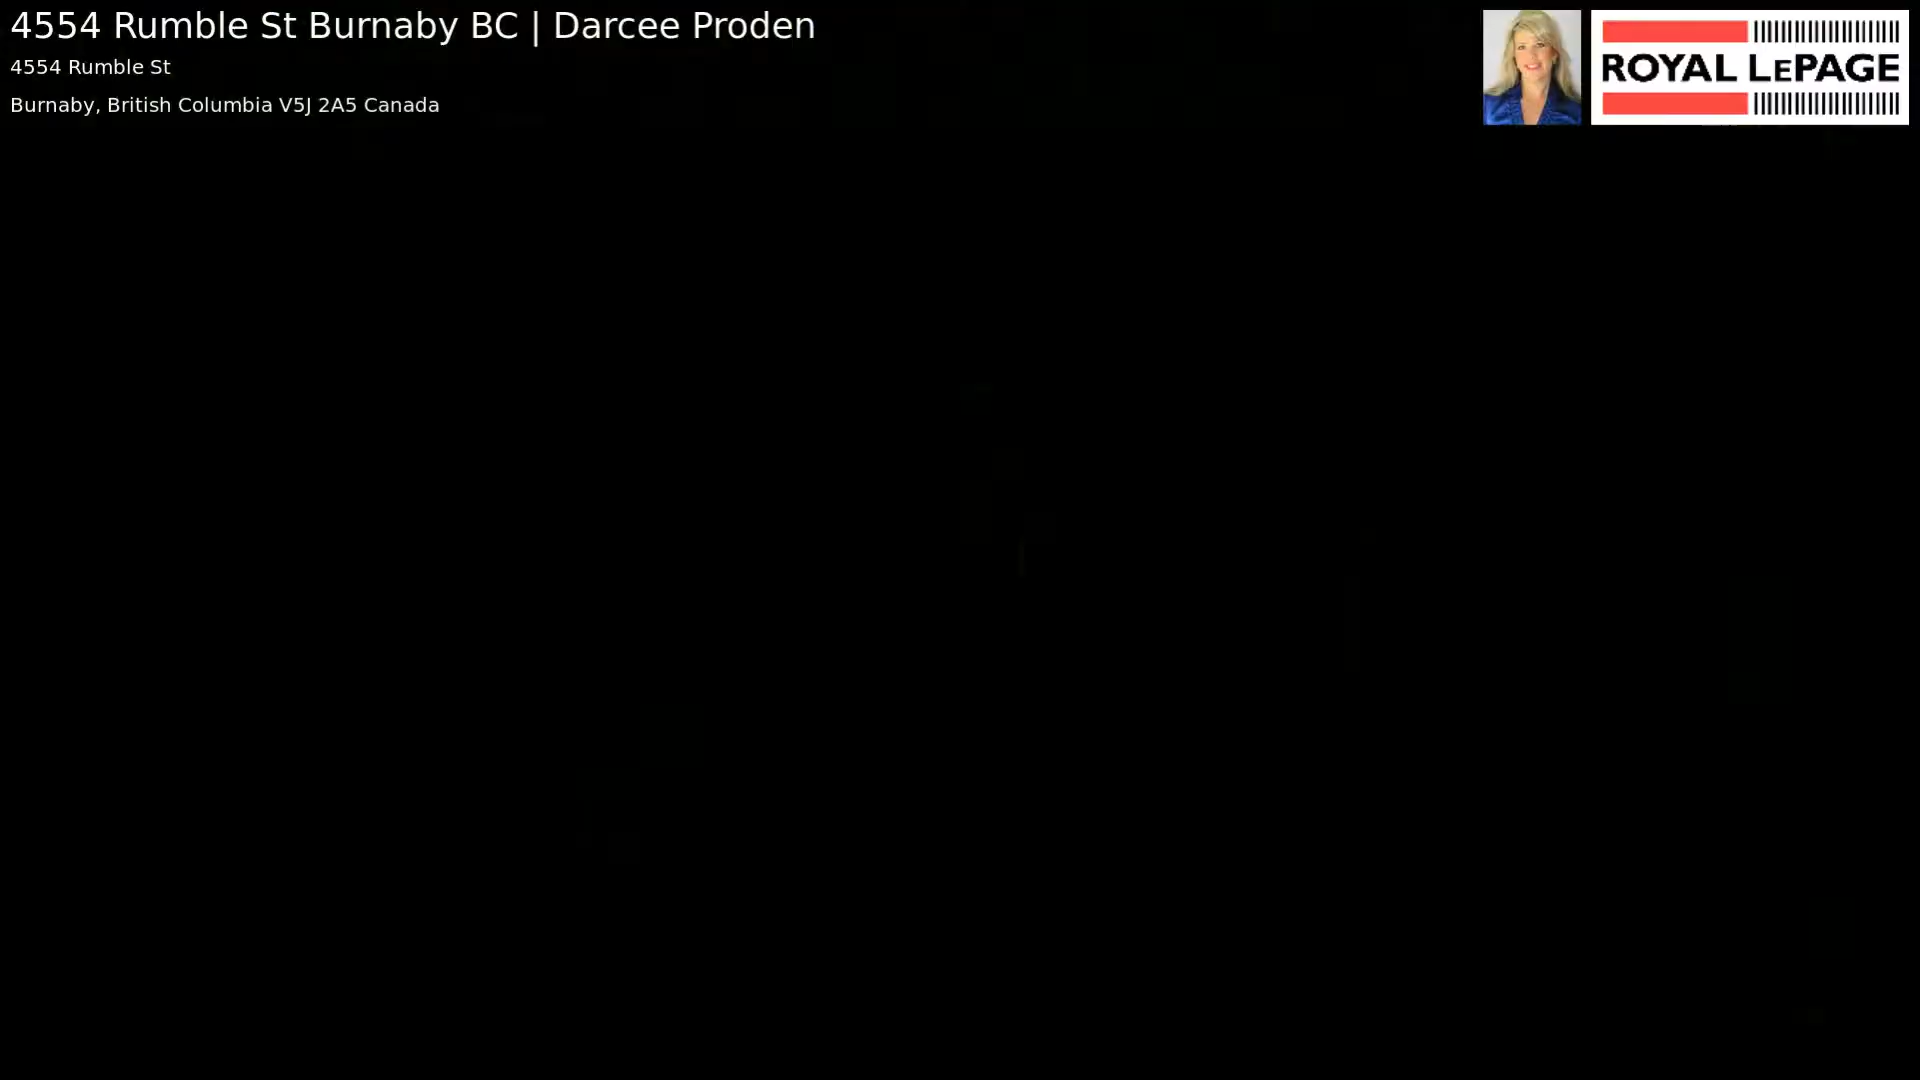 4554 Rumble St Burnaby BC | Darcee Proden
4554 Rumble St
Burnaby, British Columbia V5J 2A5 Canada
ROYAL LEPAGE